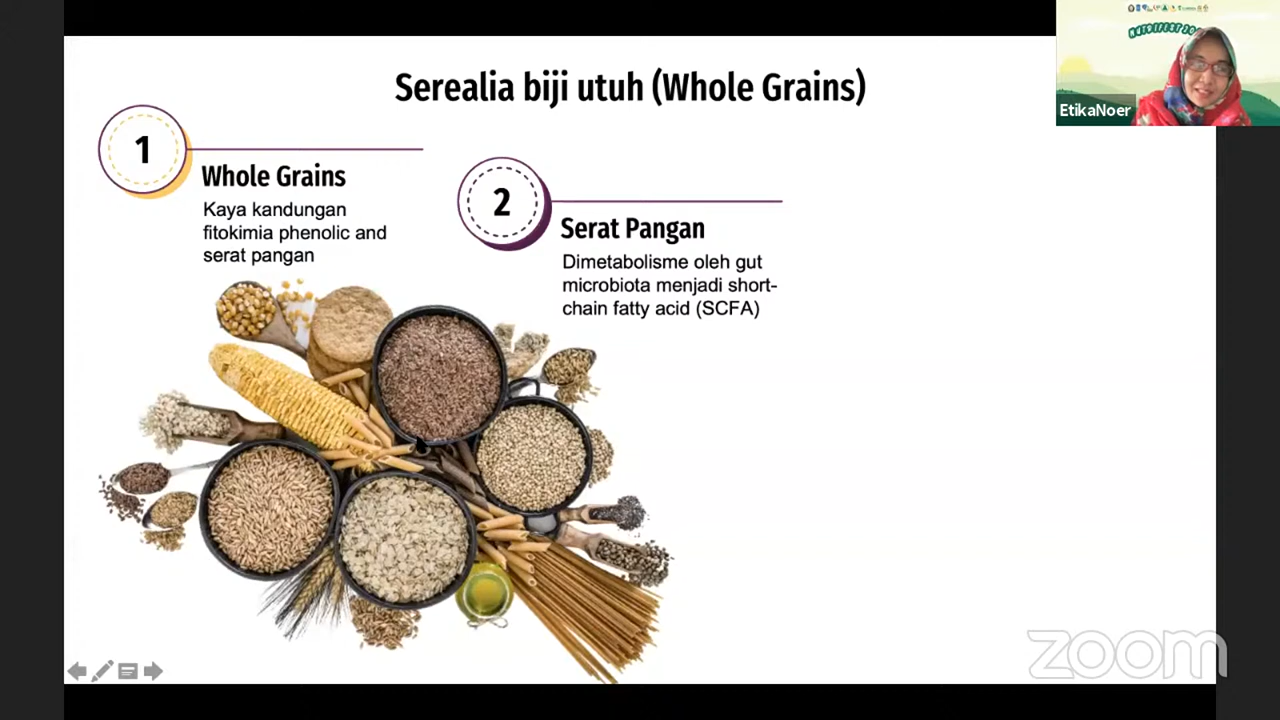 Serealia biji utuh (Whole Grains)
1
Whole Grains
Kaya kandungan
fitokimia phenolic and
serat pangan
2
Serat Pangan
Dimetabolisme oleh gut
microbiota menjadi short-
chain fatty acid (SCFA)
EtikaNoer
zoom